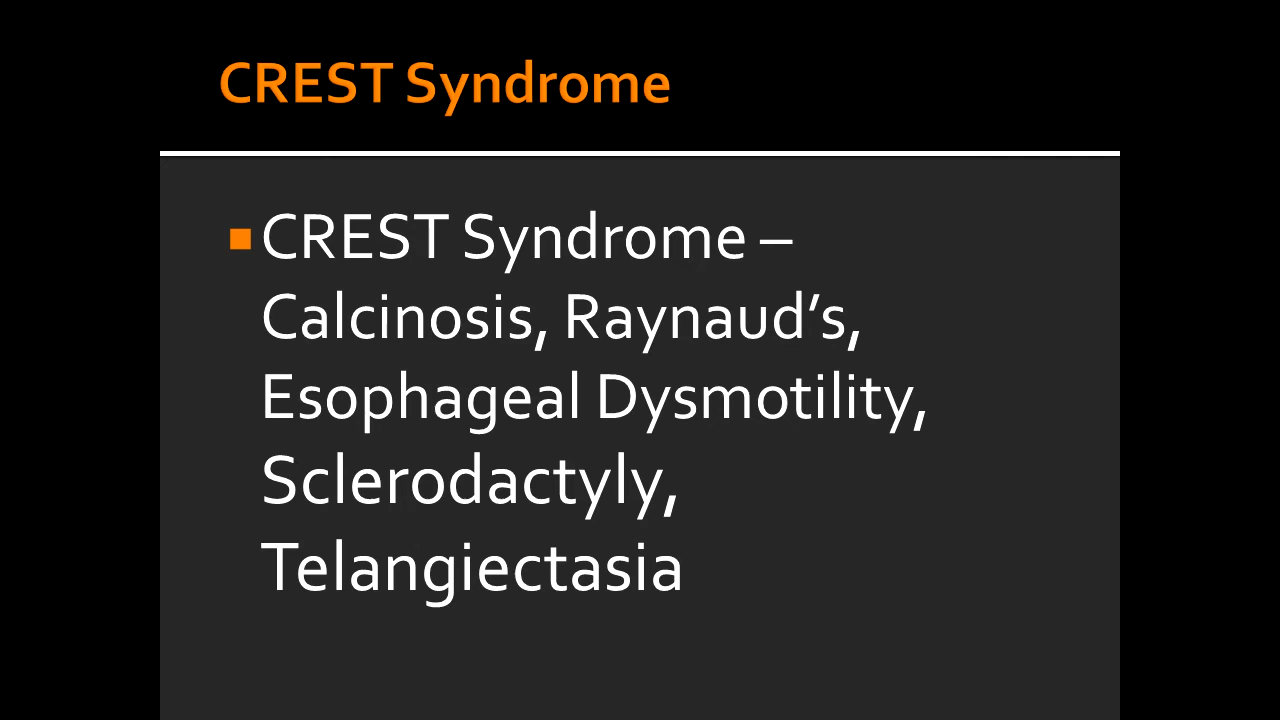 CREST Syndrome
CREST Syndrome –
Calcinosis, Raynaud’s,
Esophageal Dysmotility,
Sclerodactyly,
Telangiectasia